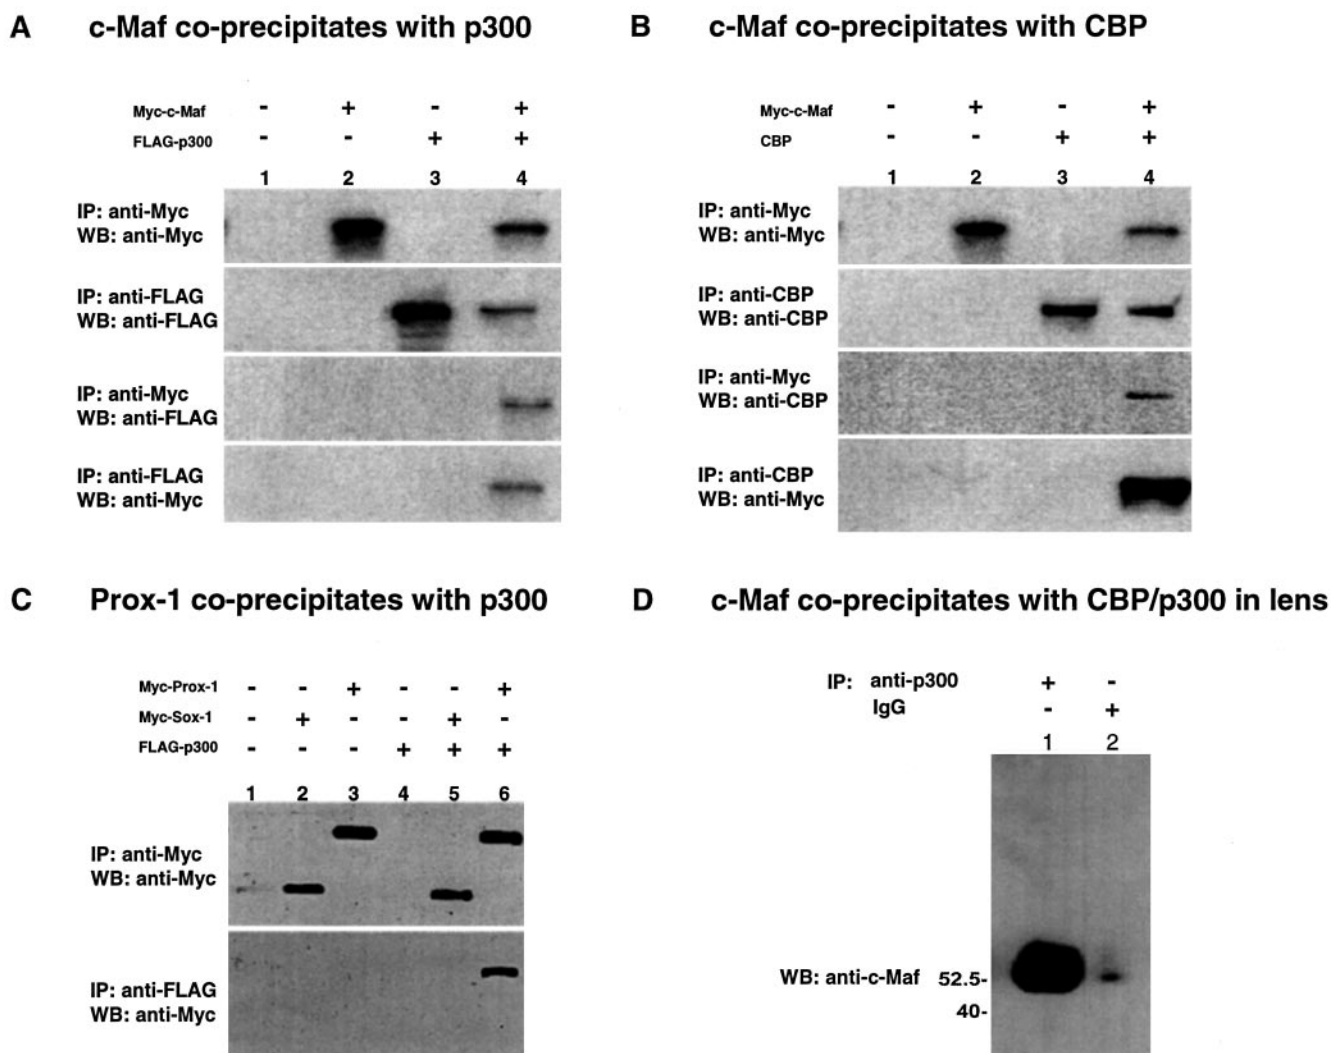 A c-Maf co-precipitates with p300
Myc-c-Maf - + - +
FLAG-p300 - - + +
1 2 3 4
IP: anti-Myc
WB: anti-Myc
IP: anti-FLAG
WB: anti-FLAG
IP: anti-Myc
WB: anti-FLAG
IP: anti-FLAG
WB: anti-Myc
B c-Maf co-precipitates with CBP
Myc-c-Maf - + - +
CBP - - + +
1 2 3 4
IP: anti-Myc
WB: anti-Myc
IP: anti-CBP
WB: anti-CBP
IP: anti-Myc
WB: anti-CBP
IP: anti-CBP
WB: anti-Myc
C Prox-1 co-precipitates with p300
Myc-Prox-1 - - + - - +
Myc-Sox-1 - + - - + -
FLAG-p300 - - - + + +
1 2 3 4 5 6
IP: anti-Myc
WB: anti-Myc
IP: anti-FLAG
WB: anti-Myc
D c-Maf co-precipitates with CBP/p300 in lens
IP: anti-p300 + -
IgG - +
1 2
WB: anti-c-Maf 52.5-
40-